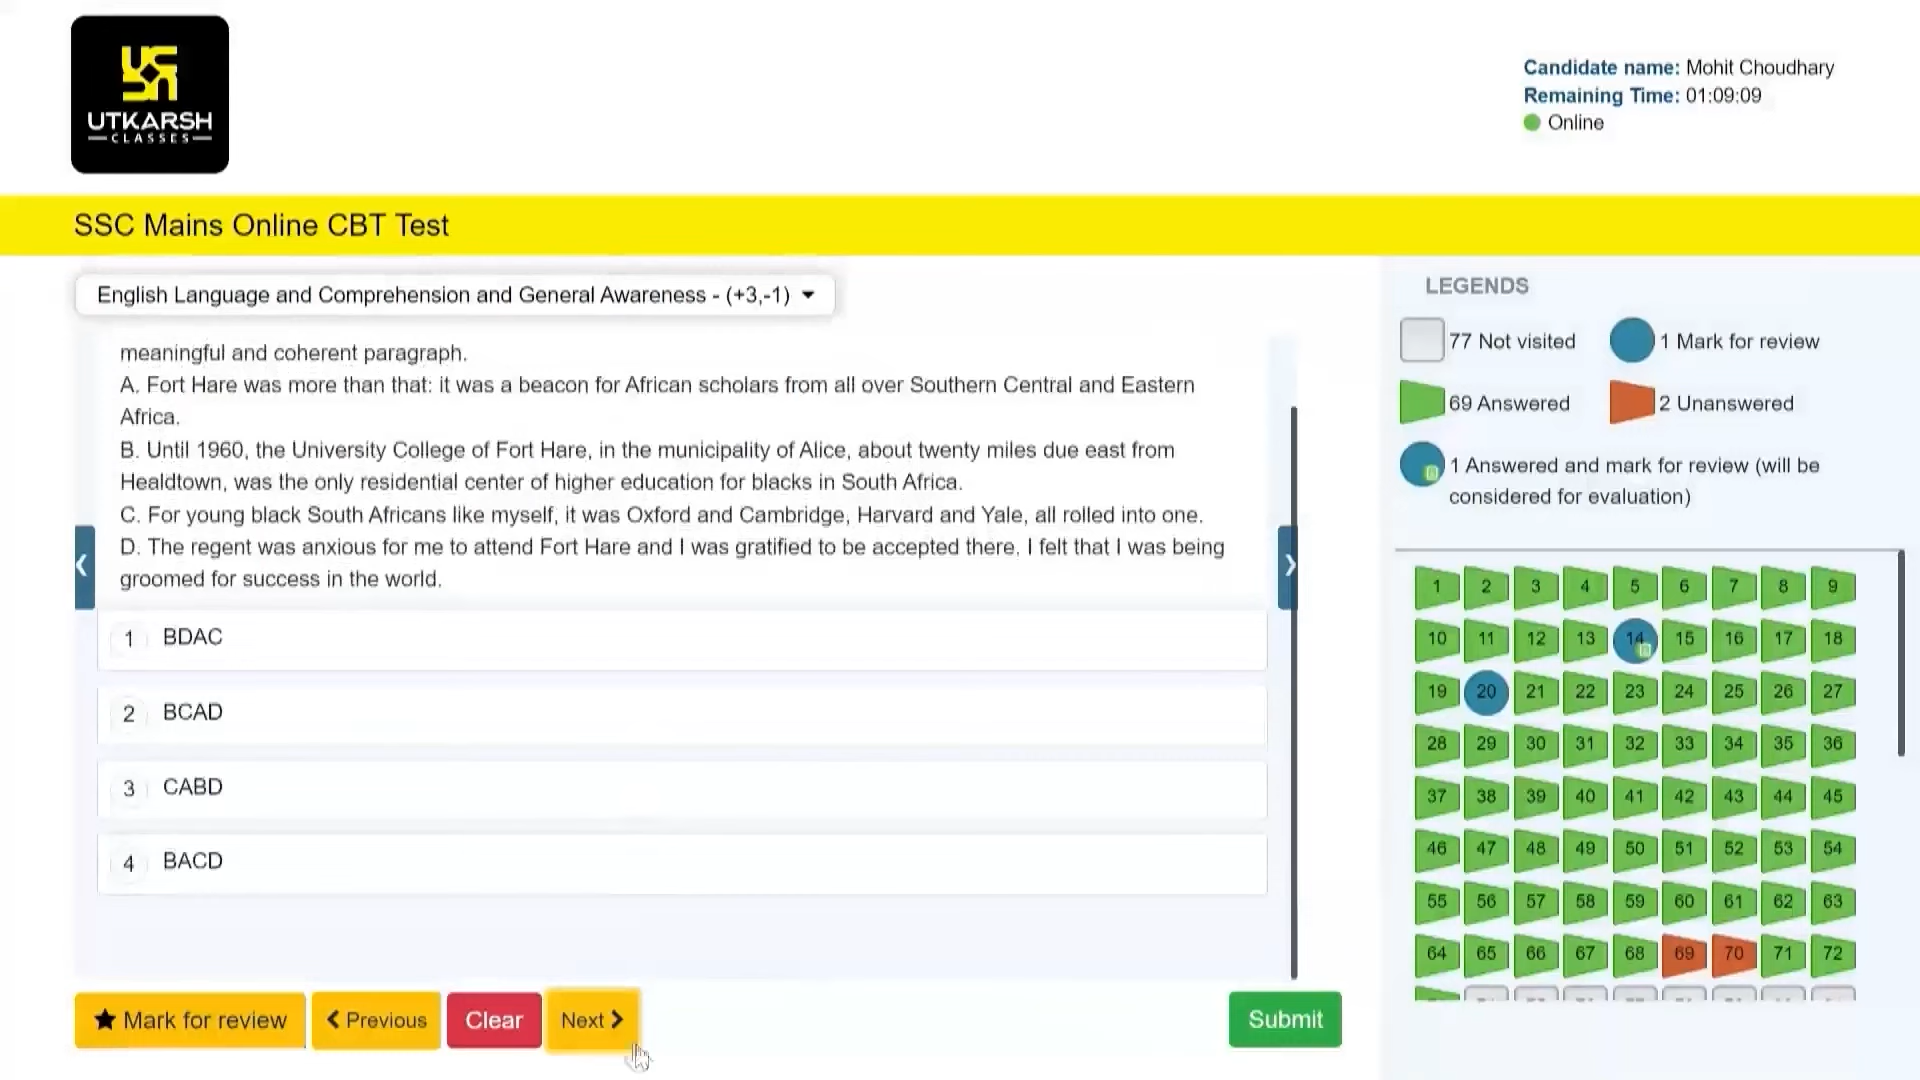 UTKARSH
CLASSES
Candidate name: Mohit Choudhary
Remaining Time: 01:09:09
Online
SSC Mains Online CBT Test
English Language and Comprehension and General Awareness - (+3,-1)
meaningful and coherent paragraph.
A. Fort Hare was more than that: it was a beacon for African scholars from all over Southern Central and Eastern
Africa.
B. Until 1960, the University College of Fort Hare, in the municipality of Alice, about twenty miles due east from
Healdtown, was the only residential center of higher education for blacks in South Africa.
C. For young black South Africans like myself, it was Oxford and Cambridge, Harvard and Yale, all rolled into one.
D. The regent was anxious for me to attend Fort Hare and I was gratified to be accepted there. I felt that I was being
groomed for success in the world.
1 BDAC
2 BCAD
3 CABD
4 BACD
Mark for review
Previous
Clear
Next
Submit
LEGENDS
77 Not visited
1 Mark for review
69 Answered
2 Unanswered
1 Answered and mark for review (will be
considered for evaluation)
1 2 3 4 5 6 7 8 9
10 11 12 13 14 15 16 17 18
19 20 21 22 23 24 25 26 27
28 29 30 31 32 33 34 35 36
37 38 39 40 41 42 43 44 45
46 47 48 49 50 51 52 53 54
55 56 57 58 59 60 61 62 63
64 65 66 67 68 69 70 71 72